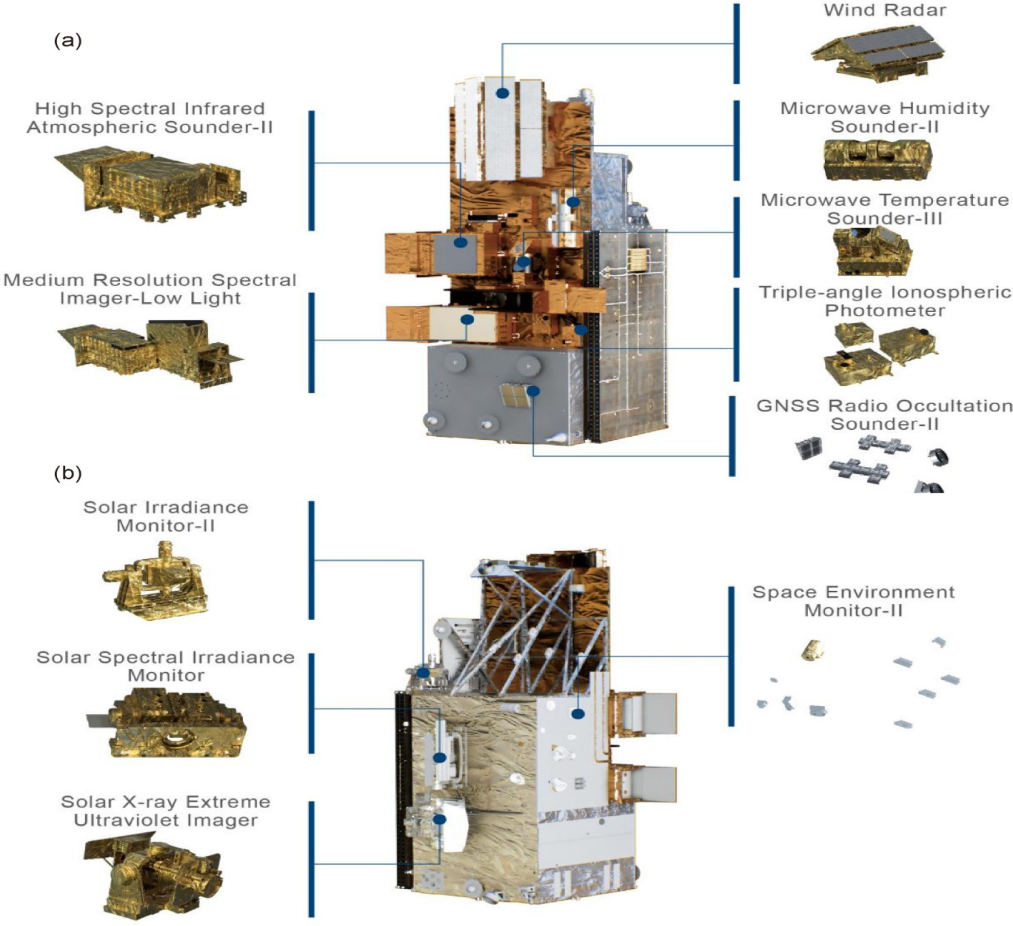 (a)
Wind Radar
High Spectral Infrared
Atmospheric Sounder-II
Microwave Humidity
Sounder-II
Microwave Temperature
Sounder-III
Medium Resolution Spectral
Imager-Low Light
Triple-angle Ionospheric
Photometer
GNSS Radio Occultation
Sounder-II
(b)
Solar Irradiance
Monitor-II
Space Environment
Monitor-II
Solar Spectral Irradiance
Monitor
Solar X-ray Extreme
Ultraviolet Imager